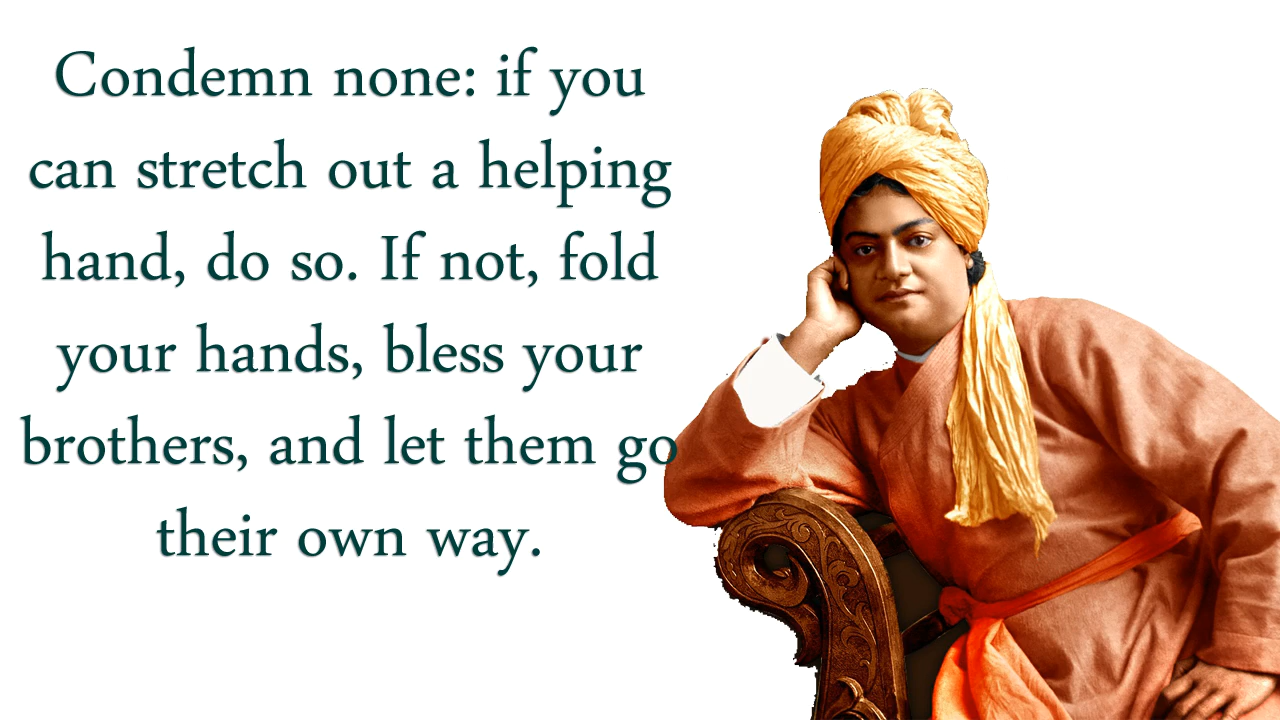 Condemn none: if you
can stretch out a helping
hand, do so. If not, fold
your hands, bless your
brothers, and let them go
their own way.